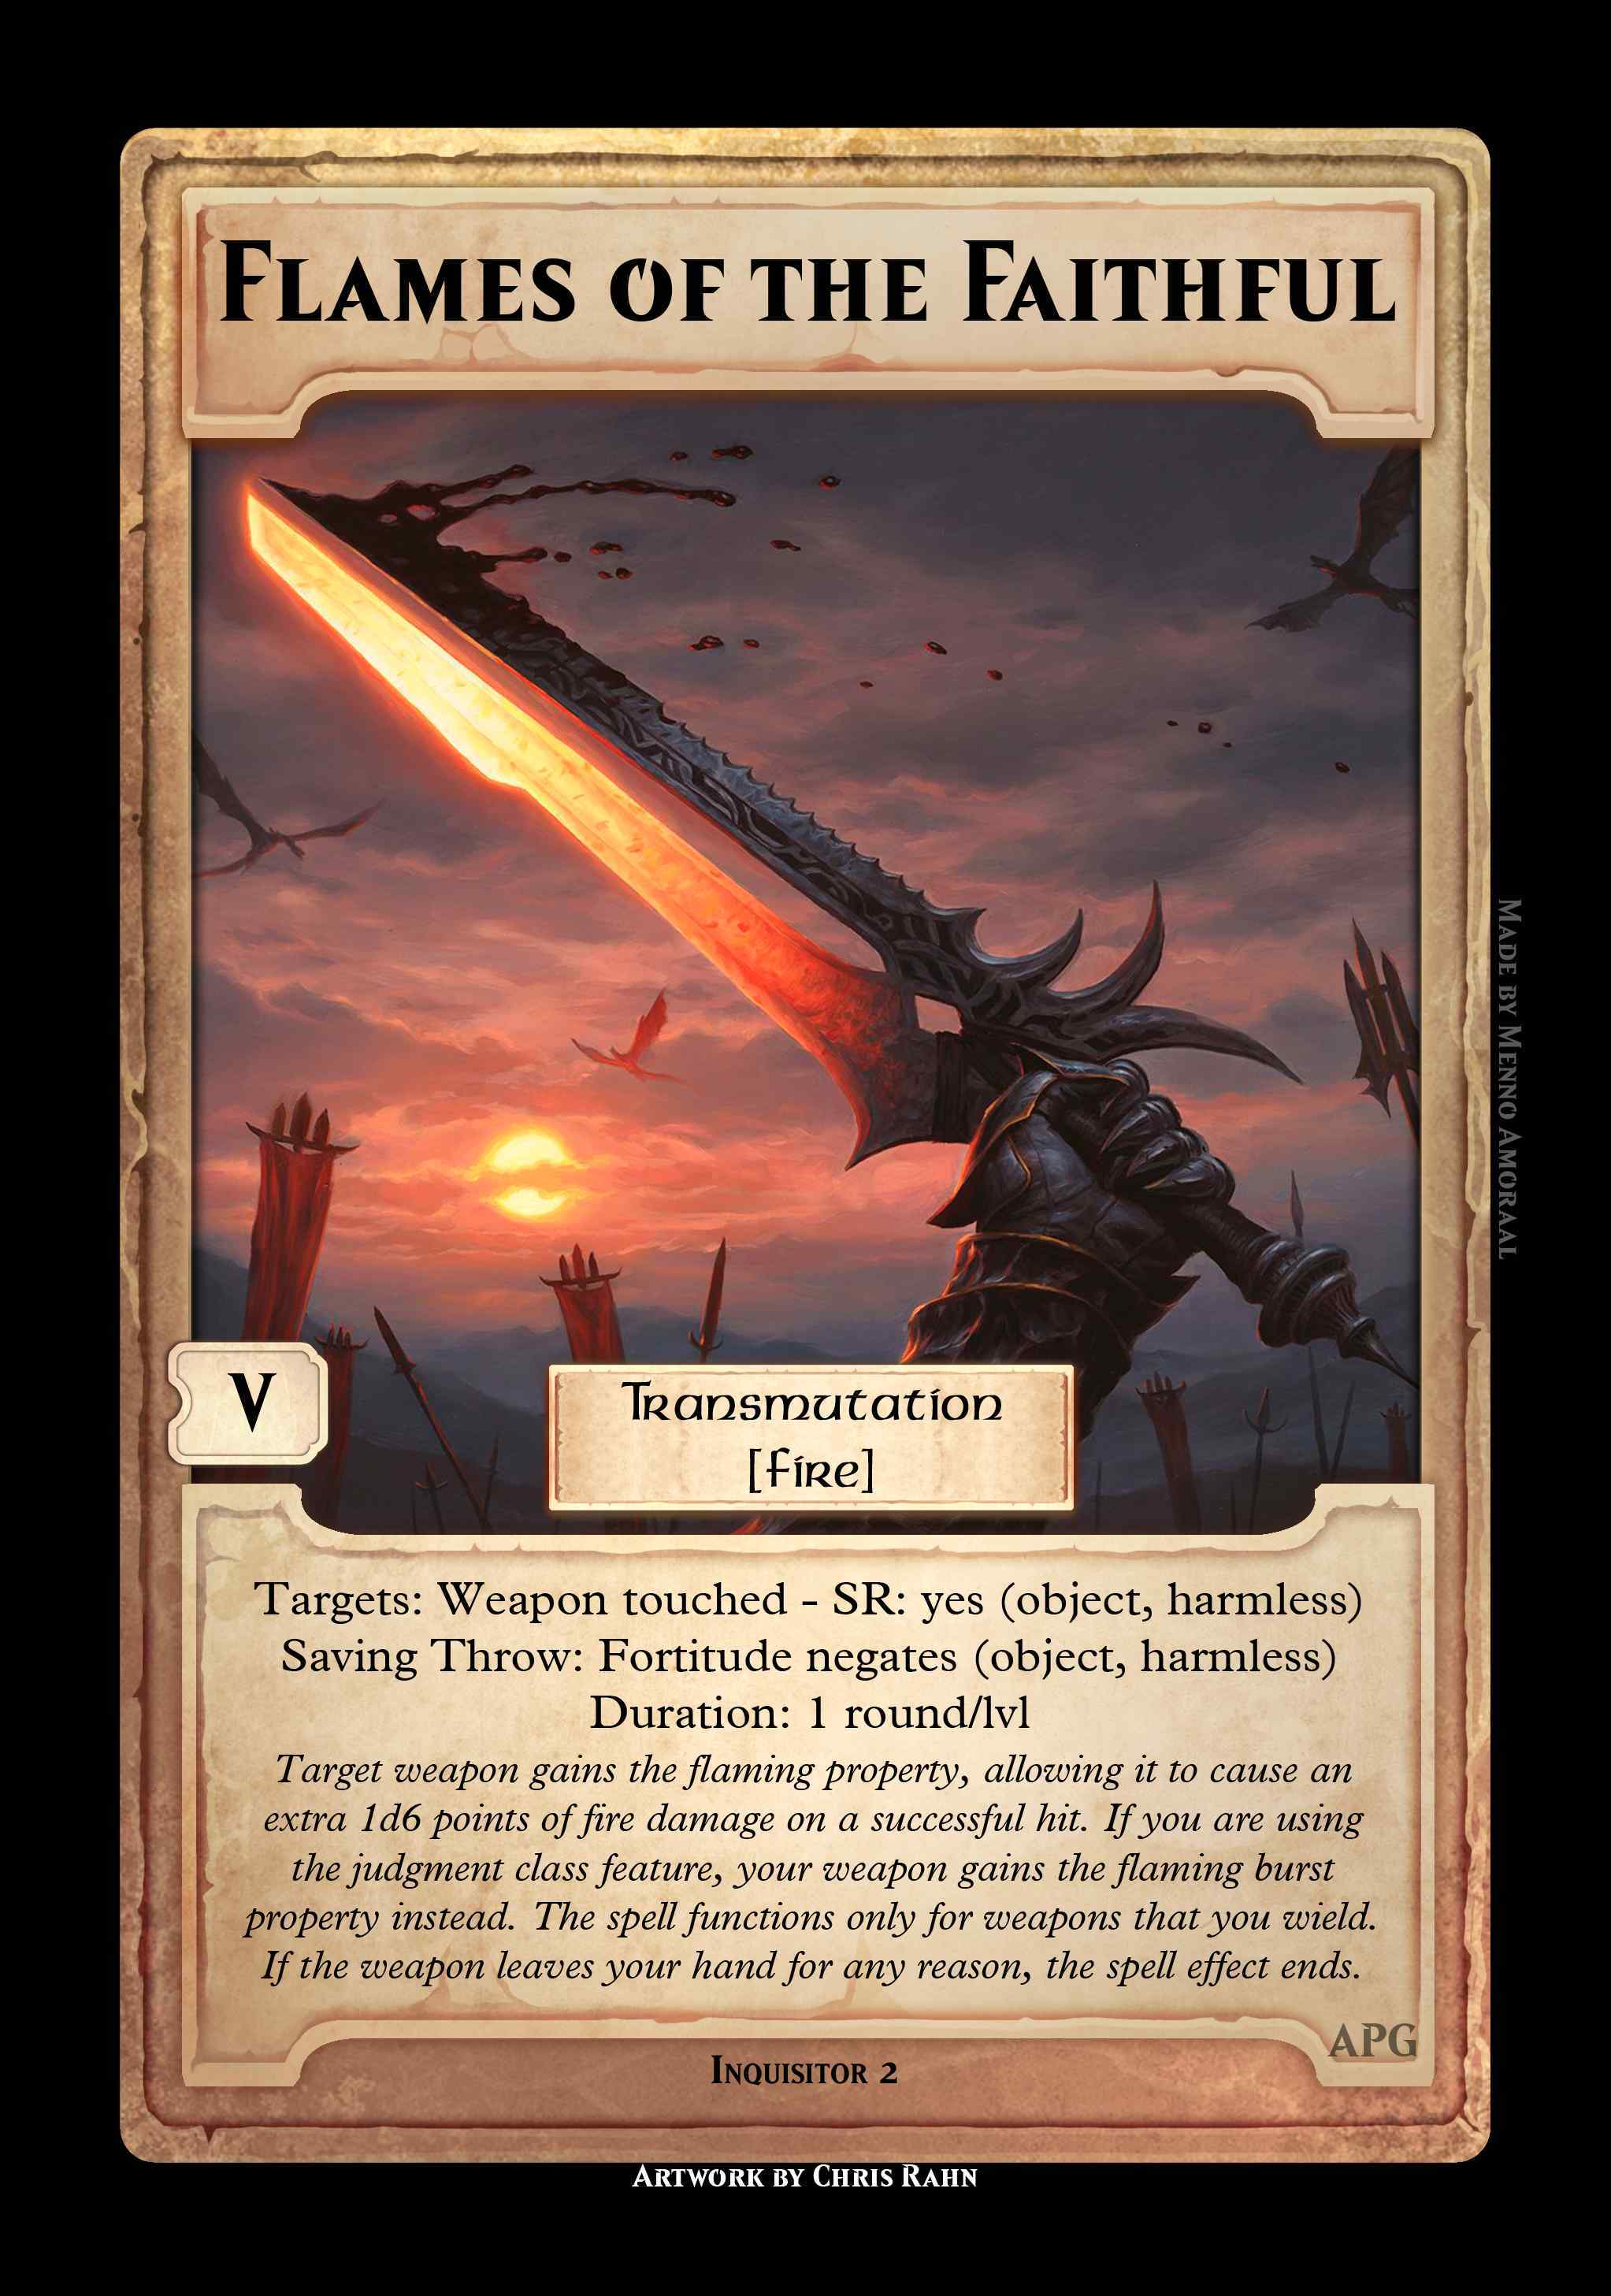 Flames of the Faithful
V
Transmutation
[Fire]
Targets: Weapon touched - SR: yes (object, harmless)
Saving Throw: Fortitude negates (object, harmless)
Duration: 1 round/lvl
Target weapon gains the flaming property, allowing it to cause an
extra 1d6 points of fire damage on a successful hit. If you are using
the judgment class feature, your weapon gains the flaming burst
property instead. The spell functions only for weapons that you wield.
If the weapon leaves your hand for any reason, the spell effect ends.
APG
Inquisitor 2
Artwork by Chris Rahn
Made by Menno Amoraal